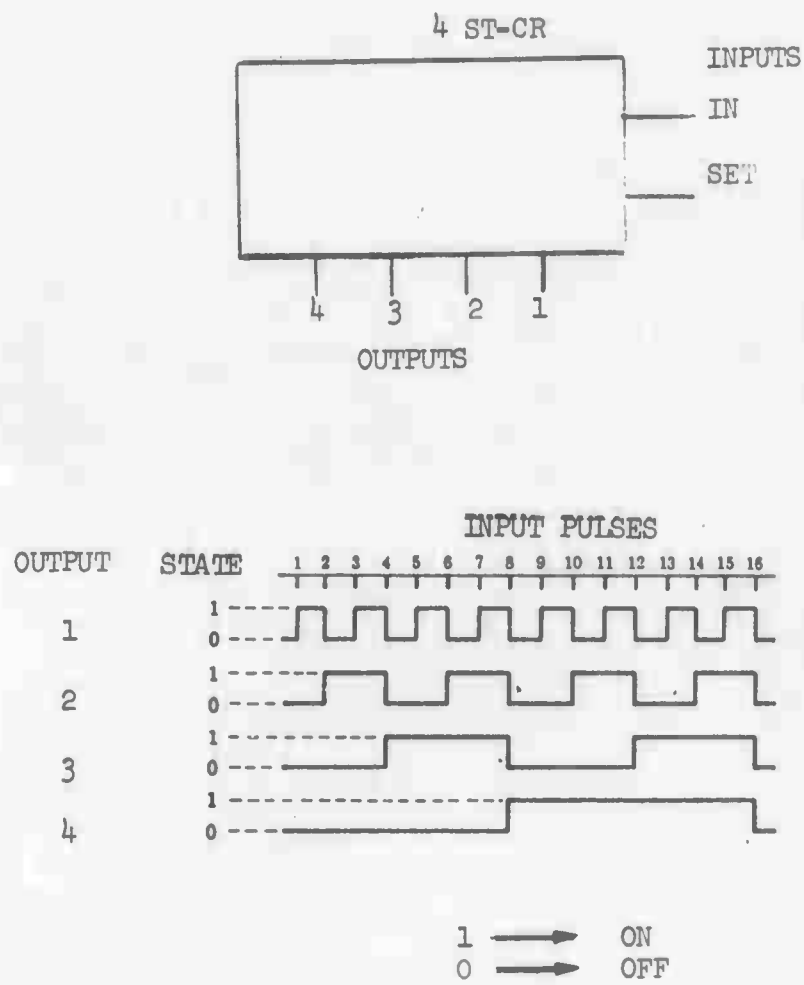 4 ST-CR
INPUTS
IN
SET
4 3 2 1
OUTPUTS
INPUT PULSES
OUTPUT STATE 1 2 3 4 5 6 7 8 9 10 11 12 13 14 15 16
1
1
0
1
2
0
1
3
0
1
4
0
1 ON
0 OFF